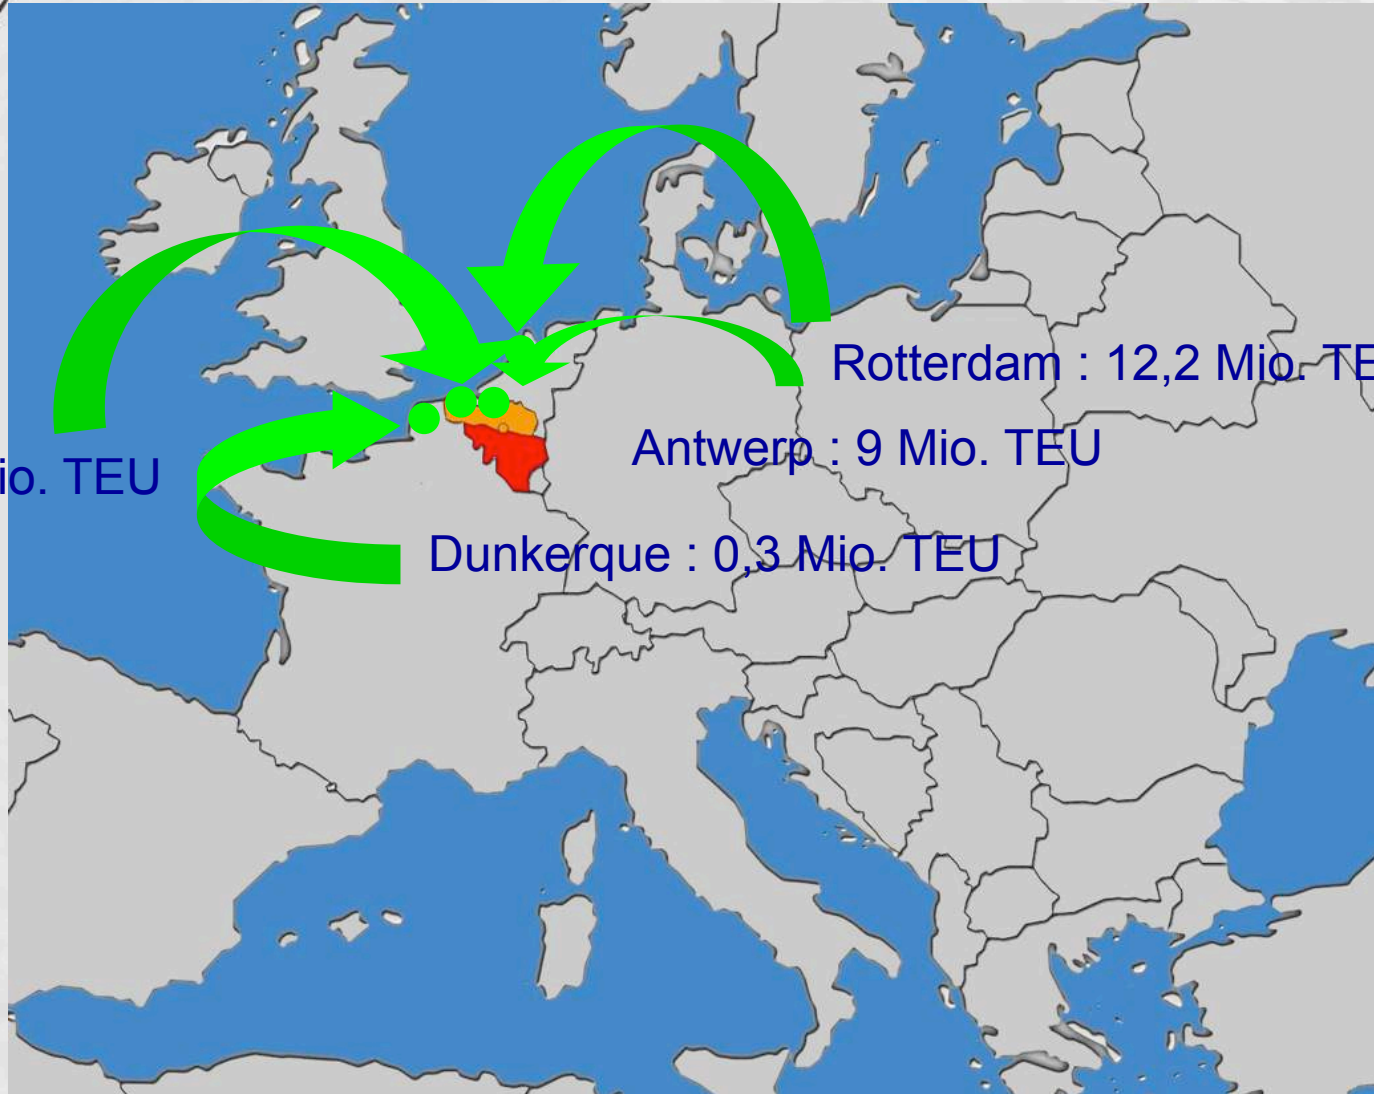 Rotterdam : 12,2 Mio. TE
Antwerp : 9 Mio. TEU
io. TEU
Dunkerque : 0,3 Mio. TEU